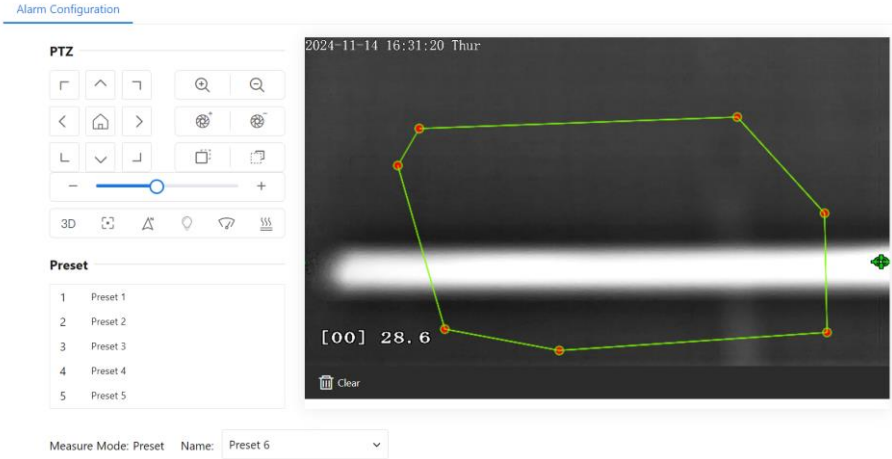 Alarm Configuration
PTZ
2024-11-14 16:31:20 Thur
3D
Preset
1 Preset 1
2 Preset 2
3 Preset 3
4 Preset 4
5 Preset 5
[00] 28.6
Clear
Measure Mode: Preset Name: Preset 6